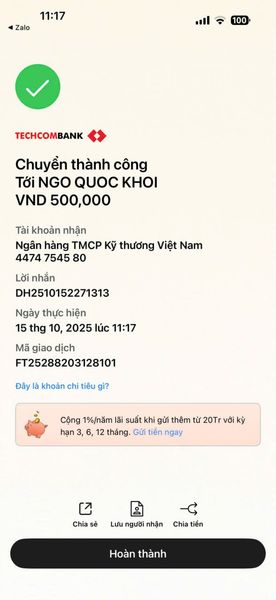 11:17
100
◀ Zalo
TECHCOMBANK
Chuyển thành công
Tới NGO QUOC KHOI
VND 500,000
Tài khoản nhận
Ngân hàng TMCP Kỹ thương Việt Nam
4474 7545 80
Lời nhắn
DH2510152271313
Ngày thực hiện
15 thg 10, 2025 lúc 11:17
Mã giao dịch
FT25288203128101
Đây là khoản chi tiêu gì?
Cộng 1%/năm lãi suất khi gửi thêm từ 20Tr với kỳ
hạn 3, 6, 12 tháng. Gửi tiền ngay
Chia sẻ
Lưu người nhận
Chia tiền
Hoàn thành